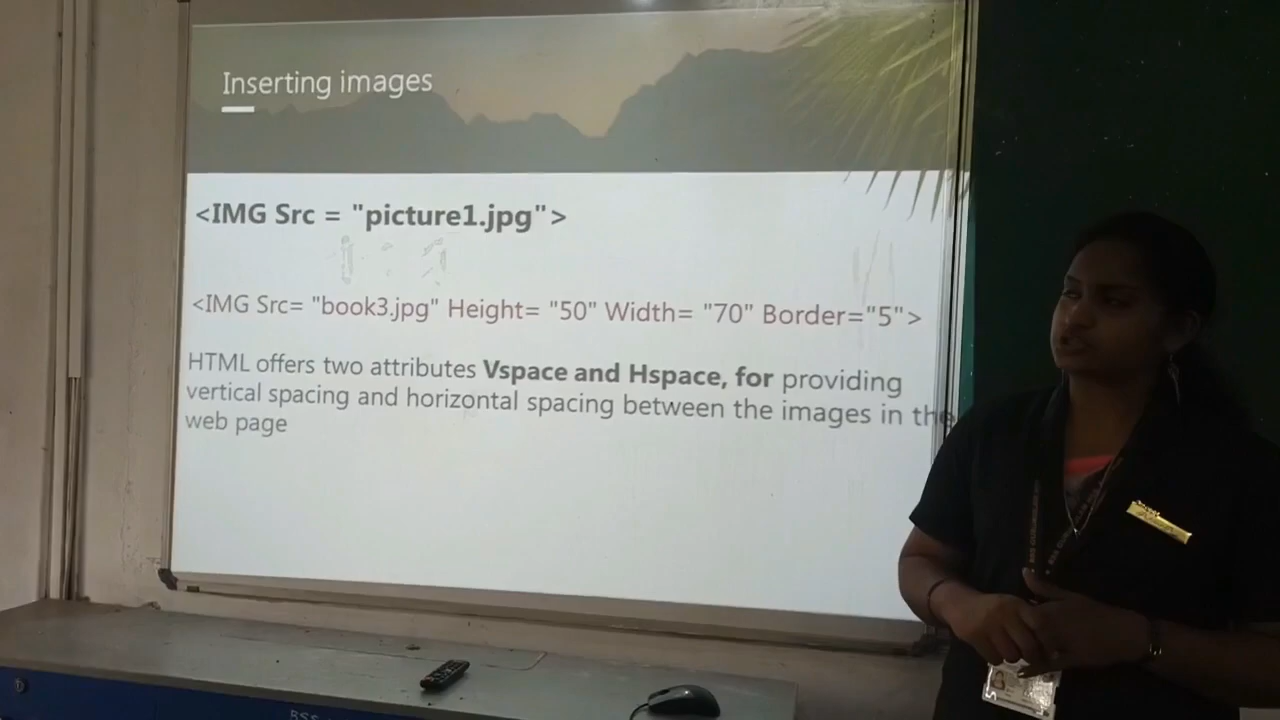 Inserting images
<IMG Src = "picture1.jpg">
<IMG Src= "book3.jpg" Height= "50" Width= "70" Border="5">
HTML offers two attributes Vspace and Hspace, for providing
vertical spacing and horizontal spacing between the images in the
web page